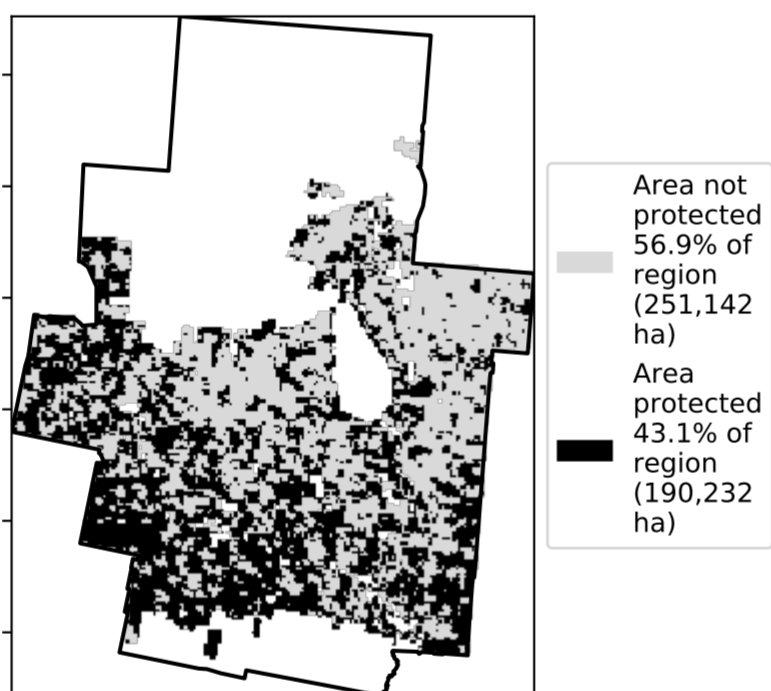 Area not
protected
56.9% of
region
(251,142
ha)
Area
protected
43.1% of
region
(190,232
ha)